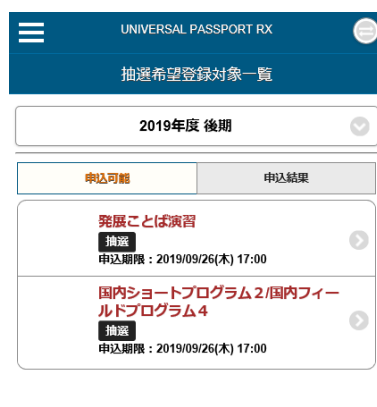 UNIVERSAL PASSPORT RX
抽選希望登録対象一覧
2019年度 後期
申込可能 申込結果
発展ことば演習
抽選
申込期限：2019/09/26(木) 17:00
国内ショートプログラム２/国内フィー
ルドプログラム４
抽選
申込期限：2019/09/26(木) 17:00